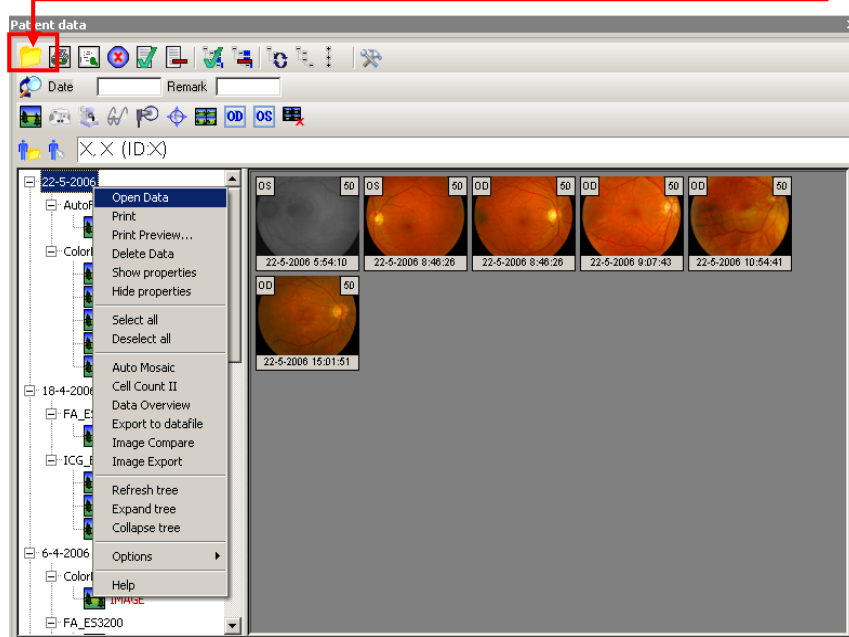 Patient data
Date Remark
OD OS
X, X (ID:X)
22-5-2006
Open Data
Print
Print Preview...
Delete Data
Show properties
Hide properties
Select all
Deselect all
Auto Mosaic
Cell Count II
Data Overview
Export to datafile
Image Compare
Image Export
Refresh tree
Expand tree
Collapse tree
Options
Help
18-4-2006
6-4-2006
IMAGE
FA_ES3200
OS 50 OS 50 OD 50 OD 50 OD 50
22-5-2006 5:54:10 22-5-2006 8:46:26 22-5-2006 8:46:26 22-5-2006 9:07:43 22-5-2006 10:54:41
OD 50
22-5-2006 15:01:51